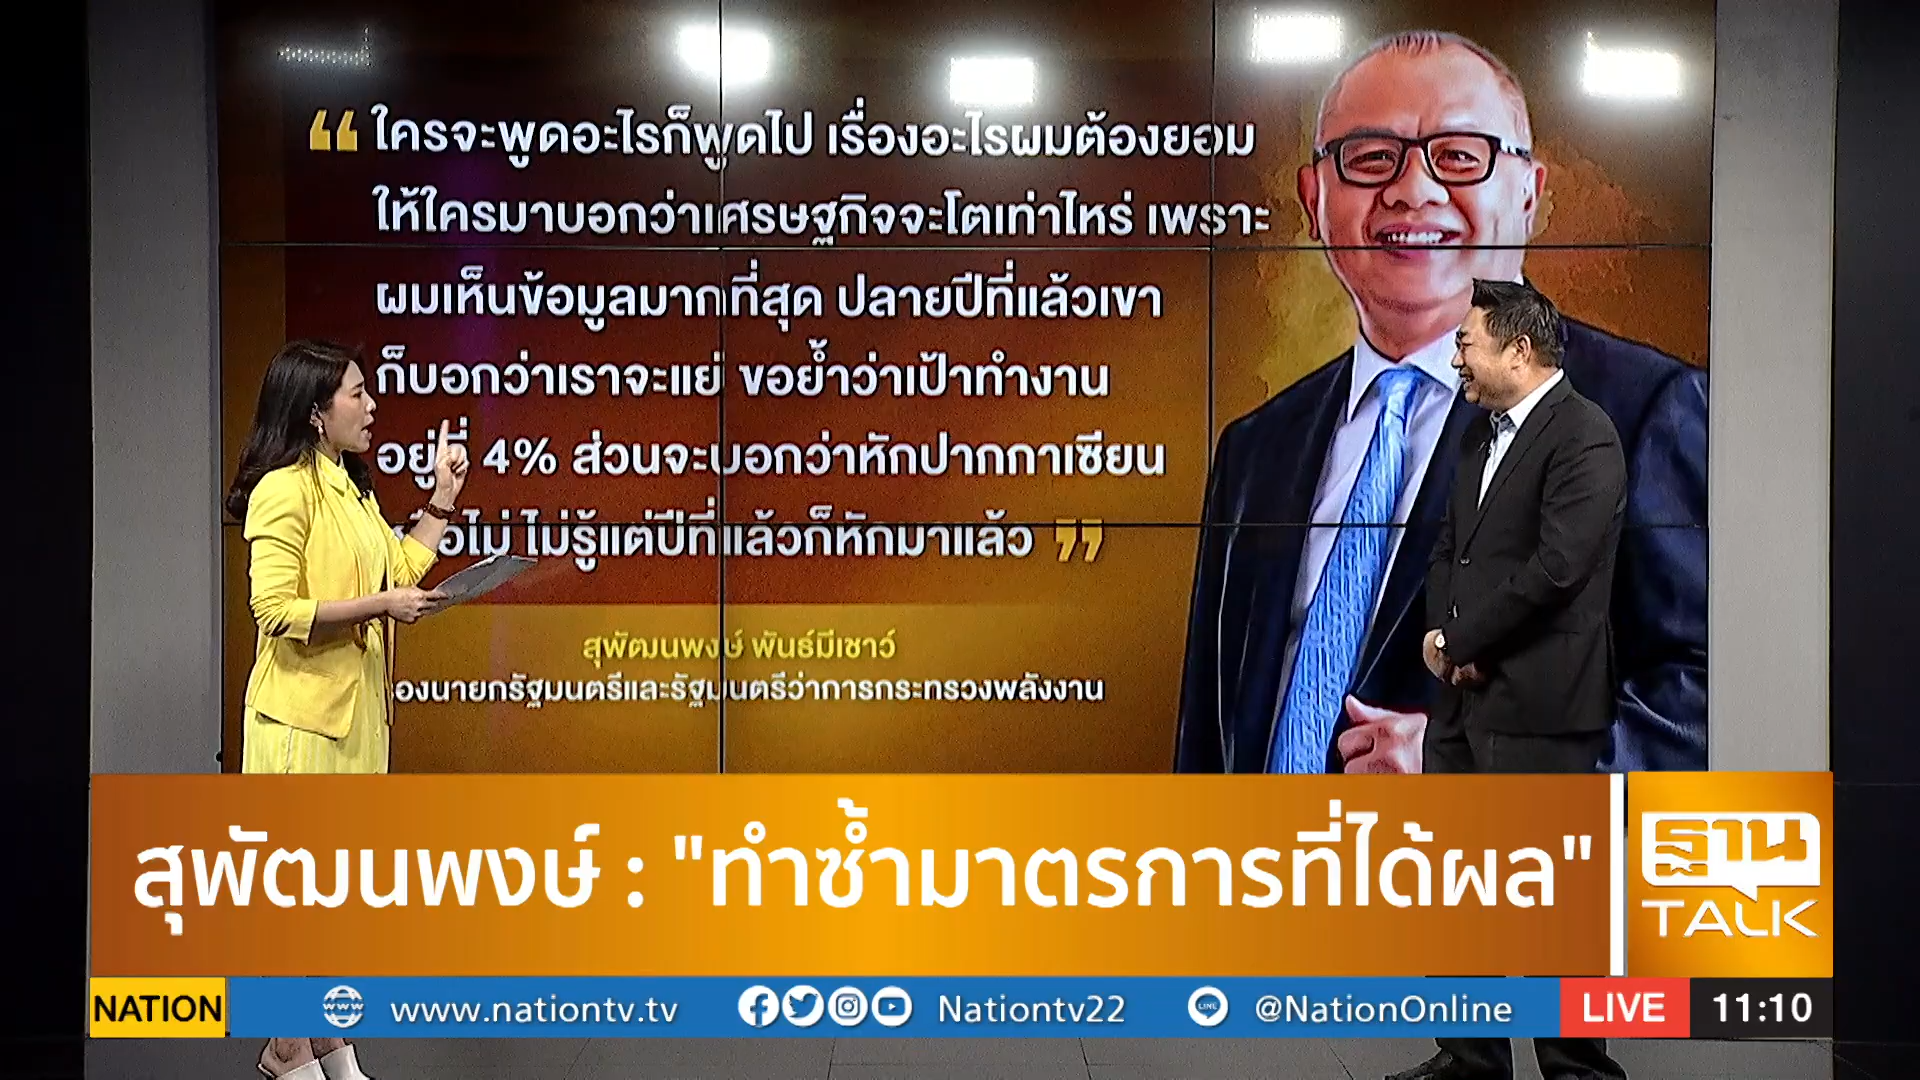 “ ใครจะพูดอะไรก็พูดไป เรื่องอะไรผมต้องยอม
ให้ใครมาบอกว่าเศรษฐกิจจะโตเท่าไหร่ เพราะ
ผมเห็นข้อมูลมากที่สุด ปลายปีที่แล้วเขา
ก็บอกว่าเราจะแย่ ขอย้ำว่าเป้าทำงาน
อยู่ที่ 4% ส่วนจะบอกว่าหักปากกาเซียน
ไม่ ไม่รู้แต่ปีที่แล้วก็หักมาแล้ว ”
สุพัฒนพงษ์ พันธ์มีเชาว์
องนายกรัฐมนตรีและรัฐมนตรีว่าการกระทรวงพลังงาน
สุพัฒนพงษ์ : "ทำซ้ำมาตรการที่ได้ผล"
ฐาน
TALK
NATION www.nationtv.tv Nationtv22 LINE @NationOnline LIVE 11:10